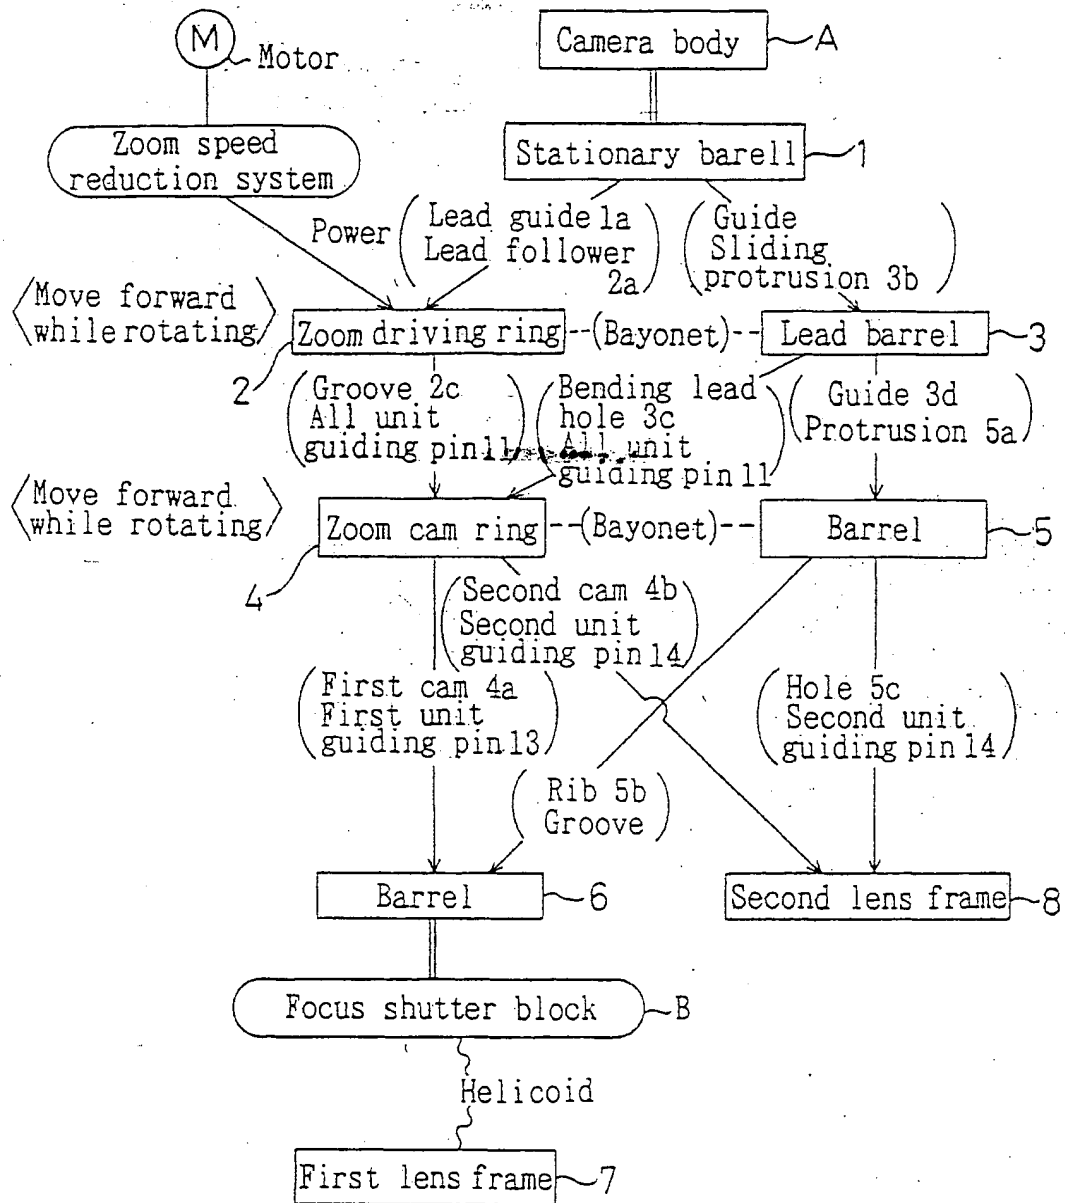 M
Motor
Camera body
A
Zoom speed
reduction system
Stationary barell
1
Power
Lead guide 1a
Lead follower
2a
Guide
Sliding
protrusion 3b
Move forward
while rotating
Zoom driving ring
(Bayonet)
Lead barrel
2
3
Groove 2c
All unit
guiding pin 11
Bending lead
hole 3c
All unit
guiding pin 11
Guide 3d
Protrusion 5a
Move forward
while rotating
Zoom cam ring
(Bayonet)
Barrel
4
5
Second cam 4b
Second unit
guiding pin 14
First cam 4a
First unit
guiding pin 13
Hole 5c
Second unit
guiding pin 14
Rib 5b
Groove
Barrel
6
Second lens frame
8
Focus shutter block
B
Helicoid
First lens frame
7